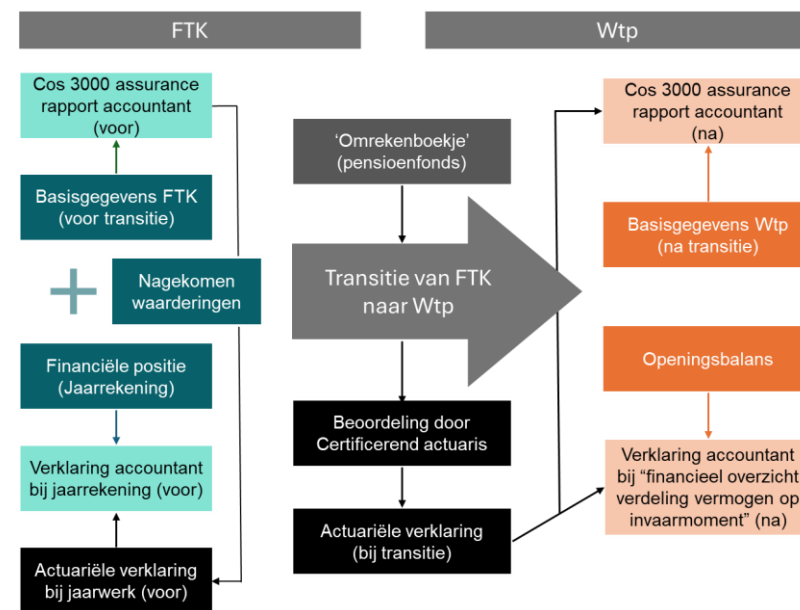 FTK
Wtp
Cos 3000 assurance
rapport accountant
(voor)
Basisgegevens FTK
(voor transitie)
Nagekomen
waarderingen
Financiële positie
(Jaarrekening)
Verklaring accountant
bij jaarrekening (voor)
Actuariële verklaring
bij jaarwerk (voor)
'Omrekenboekje'
(pensioenfonds)
Transitie van FTK
naar Wtp
Beoordeling door
Certificerend actuaris
Actuariële verklaring
(bij transitie)
Cos 3000 assurance
rapport accountant
(na)
Basisgegevens Wtp
(na transitie)
Openingsbalans
Verklaring accountant
bij “financieel overzicht
verdeling vermogen op
invaarmoment” (na)